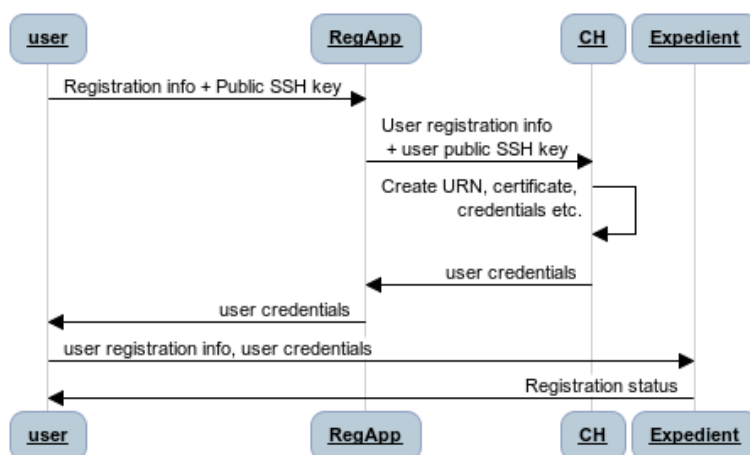 user RegApp CH Expedient
Registration info + Public SSH key
User registration info
+ user public SSH key
Create URN, certificate,
credentials etc.
user credentials
user credentials
user registration info, user credentials
Registration status
user RegApp CH Expedient